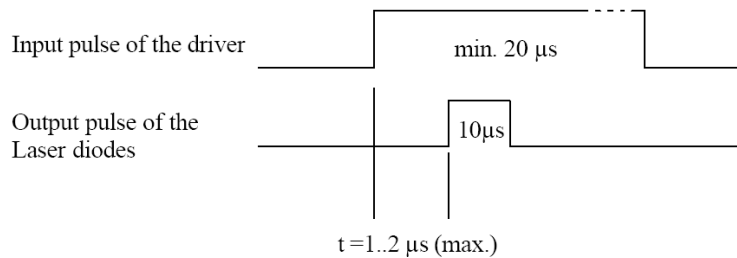 Input pulse of the driver
min. 20 µs
Output pulse of the
Laser diodes
10µs
t =1..2 µs (max.)